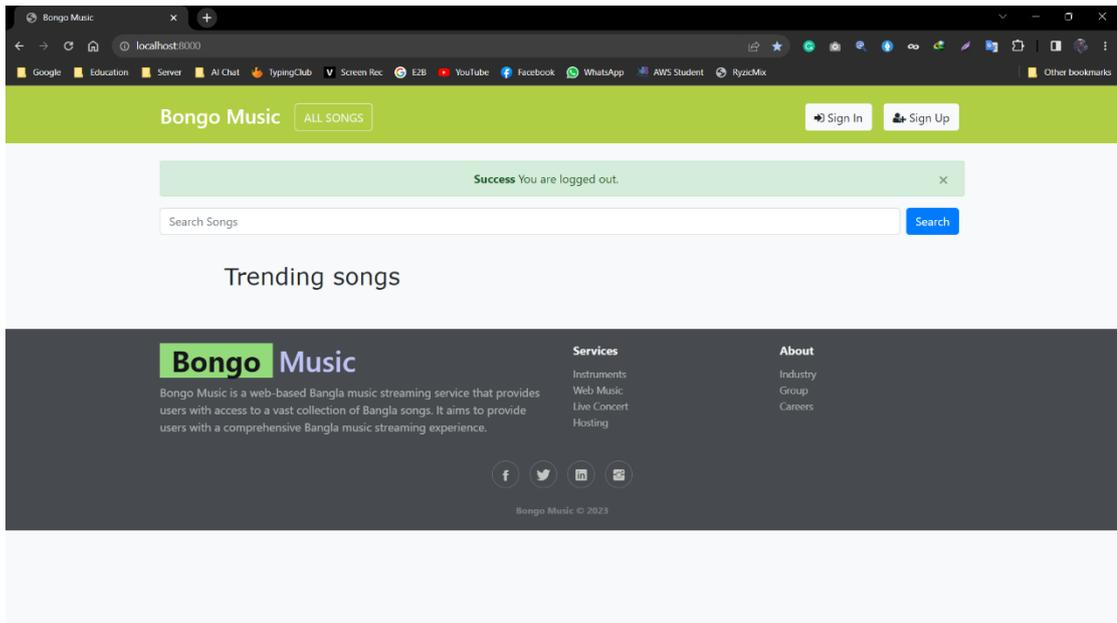 Bongo Music
localhost:8000
Google Education Server AI Chat TypingClub Screen Rec E2B YouTube Facebook WhatsApp AWS Student RyzicMix Other bookmarks
Bongo Music ALL SONGS Sign In Sign Up
Success You are logged out. ×
Search Songs Search
Trending songs
Bongo Music
Bongo Music is a web-based Bangla music streaming service that provides
users with access to a vast collection of Bangla songs. It aims to provide
users with a comprehensive Bangla music streaming experience.
Services
Instruments
Web Music
Live Concert
Hosting
About
Industry
Group
Careers
Bongo Music © 2023